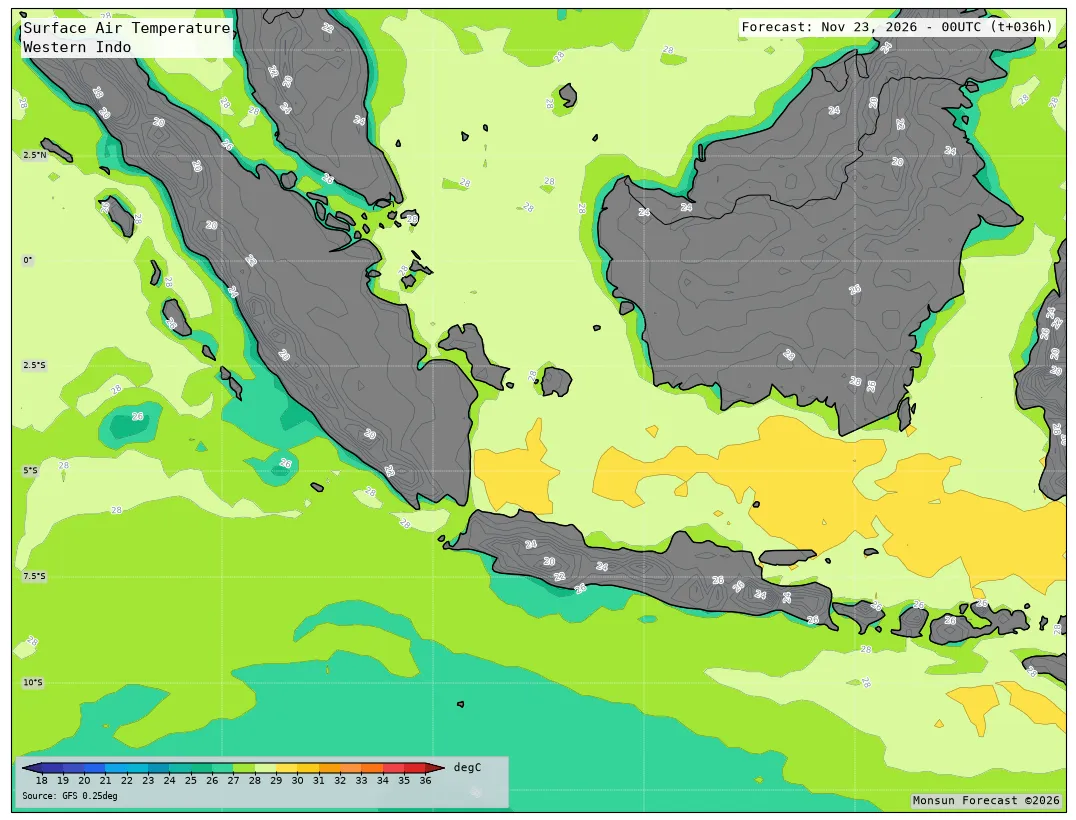 Surface Air Temperature
Western Indo
Forecast: Nov 23, 2026 - 00UTC (t+036h)
2.5°N
0°
2.5°S
5°S
7.5°S
10°S
18 19 20 21 22 23 24 25 26 27 28 29 30 31 32 33 34 35 36
degC
Source: GFS 0.25deg
Monsun Forecast ©2026